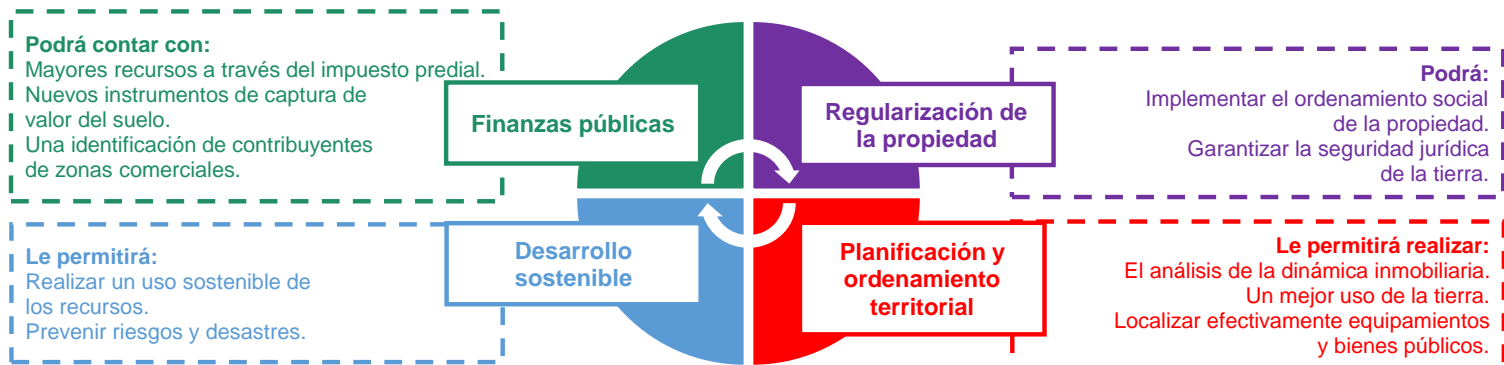 Podrá contar con:
Mayores recursos a través del impuesto predial.
Nuevos instrumentos de captura de
valor del suelo.
Una identificación de contribuyentes
de zonas comerciales.
Finanzas públicas
Regularización de
la propiedad
Podrá:
Implementar el ordenamiento social
de la propiedad.
Garantizar la seguridad jurídica
de la tierra.
Le permitirá:
Realizar un uso sostenible de
los recursos.
Prevenir riesgos y desastres.
Desarrollo
sostenible
Planificación y
ordenamiento
territorial
Le permitirá realizar:
El análisis de la dinámica inmobiliaria.
Un mejor uso de la tierra.
Localizar efectivamente equipamientos
y bienes públicos.